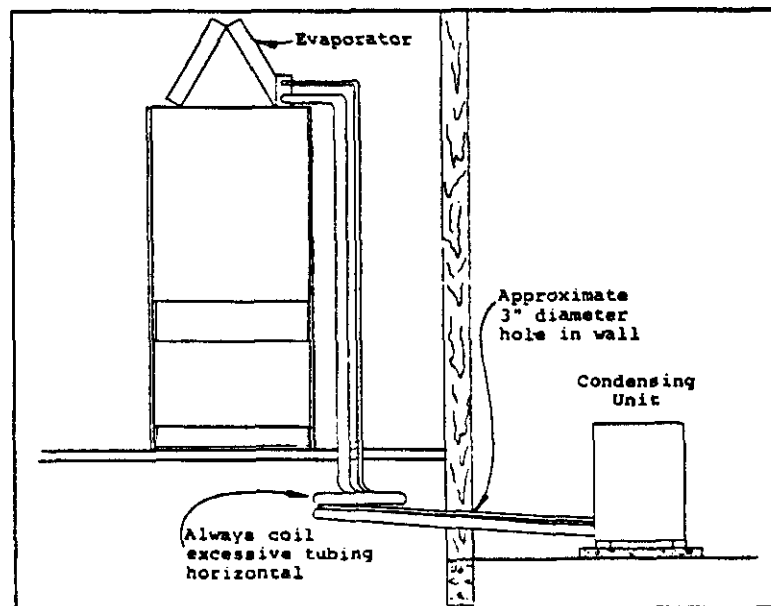 Evaporator
Approximate
3" diameter
hole in wall
Condensing
Unit
Always coil
excessive tubing
horizontal